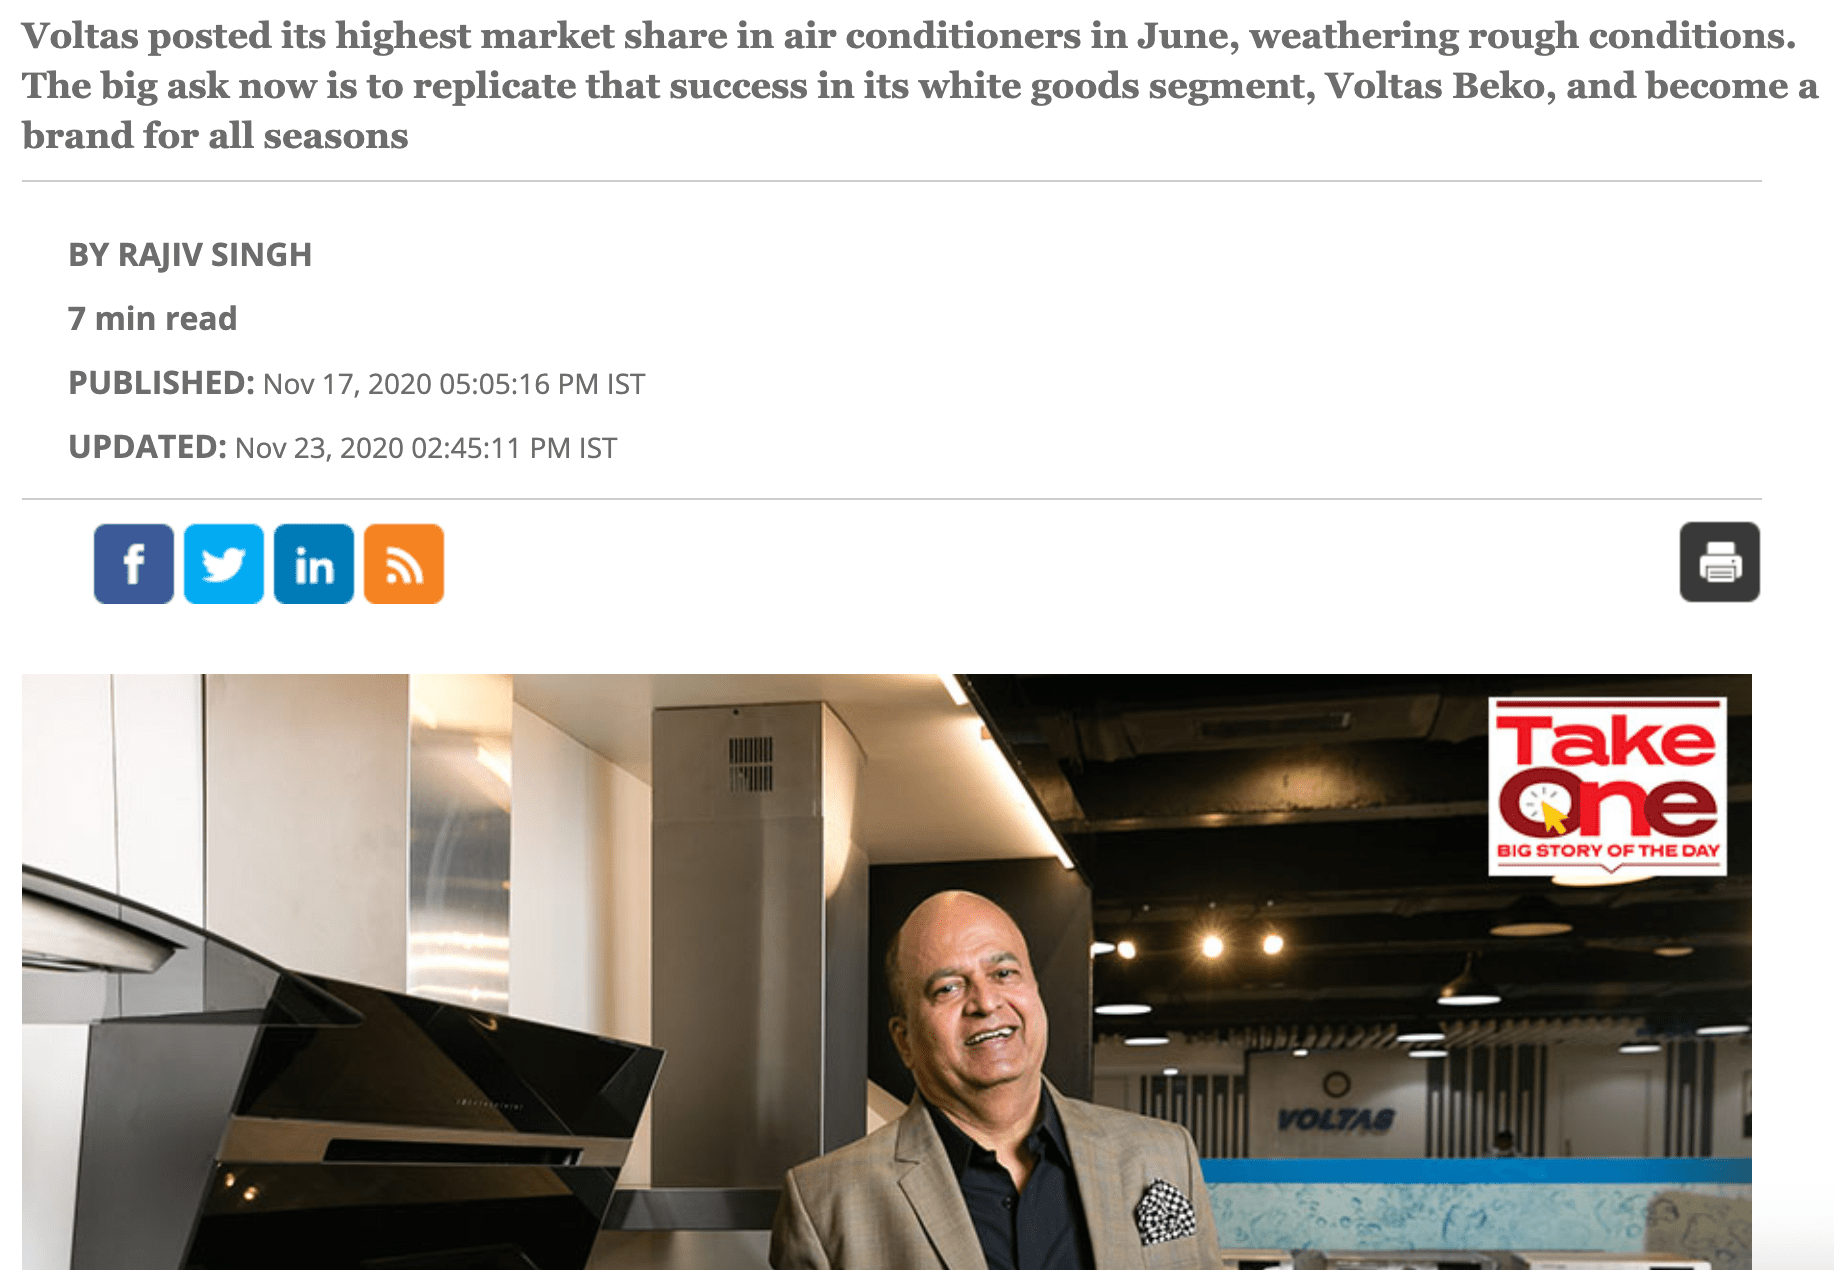 Voltas posted its highest market share in air conditioners in June, weathering rough conditions.
The big ask now is to replicate that success in its white goods segment, Voltas Beko, and become a
brand for all seasons
BY RAJIV SINGH
7 min read
PUBLISHED: Nov 17, 2020 05:05:16 PM IST
UPDATED: Nov 23, 2020 02:45:11 PM IST
f
in
Take
One
BIG STORY OF THE DAY
VOLTAS